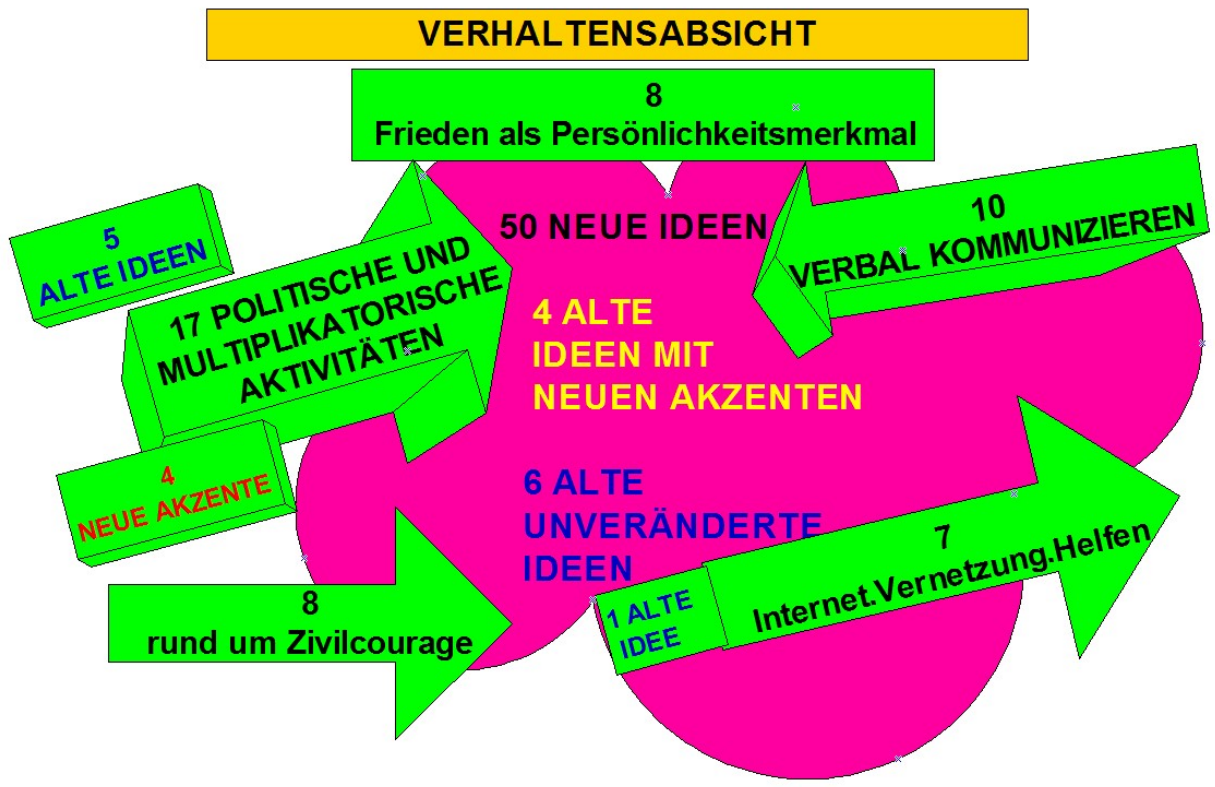 VERHALTENSABSICHT
8
Frieden als Persönlichkeitsmerkmal
5
ALTE IDEEN
17 POLITISCHE UND
MULTIPLIKATORISCHE
AKTIVITÄTEN
4
NEUE AKZENTE
50 NEUE IDEEN
4 ALTE
IDEEN MIT
NEUEN AKZENTEN
6 ALTE
UNVERÄNDERTE
IDEEN
10
VERBAL KOMMUNIZIEREN
8
rund um Zivilcourage
1 ALTE
IDEE
7
Internet.Vernetzung.Helfen